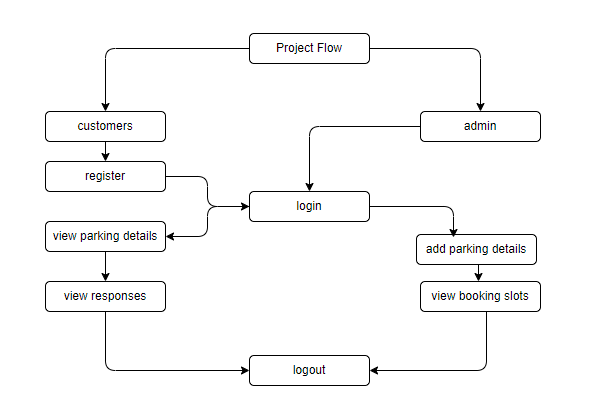 Project Flow
customers
admin
register
login
view parking details
add parking details
view responses
view booking slots
logout